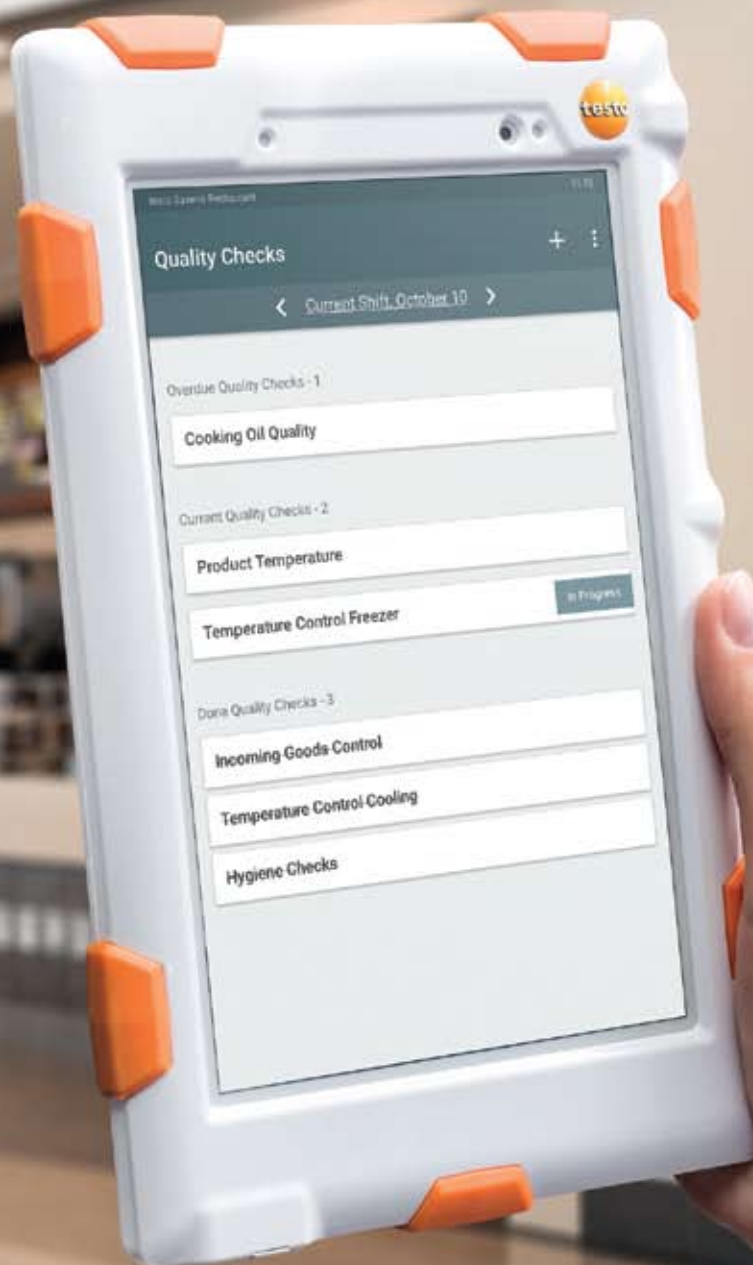 testo
Quality Checks
Current Shift, October 10
Overdue Quality Checks - 1
Cooking Oil Quality
Current Quality Checks - 2
Product Temperature
Temperature Control Freezer
In Progress
Done Quality Checks - 3
Incoming Goods Control
Temperature Control Cooling
Hygiene Checks